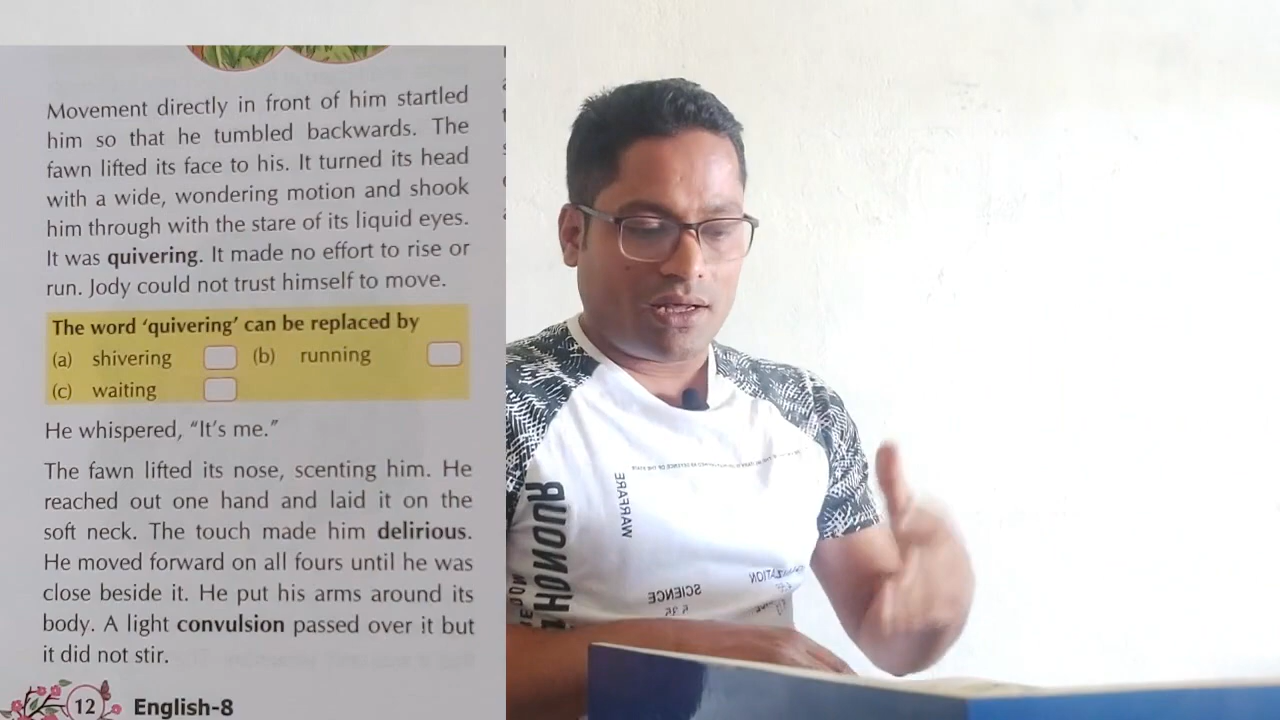 Movement directly in front of him startled
him so that he tumbled backwards. The
fawn lifted its face to his. It turned its head
with a wide, wondering motion and shook
him through with the stare of its liquid eyes.
It was quivering. It made no effort to rise or
run. Jody could not trust himself to move.
The word ‘quivering’ can be replaced by
(a) shivering (b) running
(c) waiting
He whispered, “It’s me.”
The fawn lifted its nose, scenting him. He
reached out one hand and laid it on the
soft neck. The touch made him delirious.
He moved forward on all fours until he was
close beside it. He put his arms around its
body. A light convulsion passed over it but
it did not stir.
12 English-8
WARFARE
SCIENCE